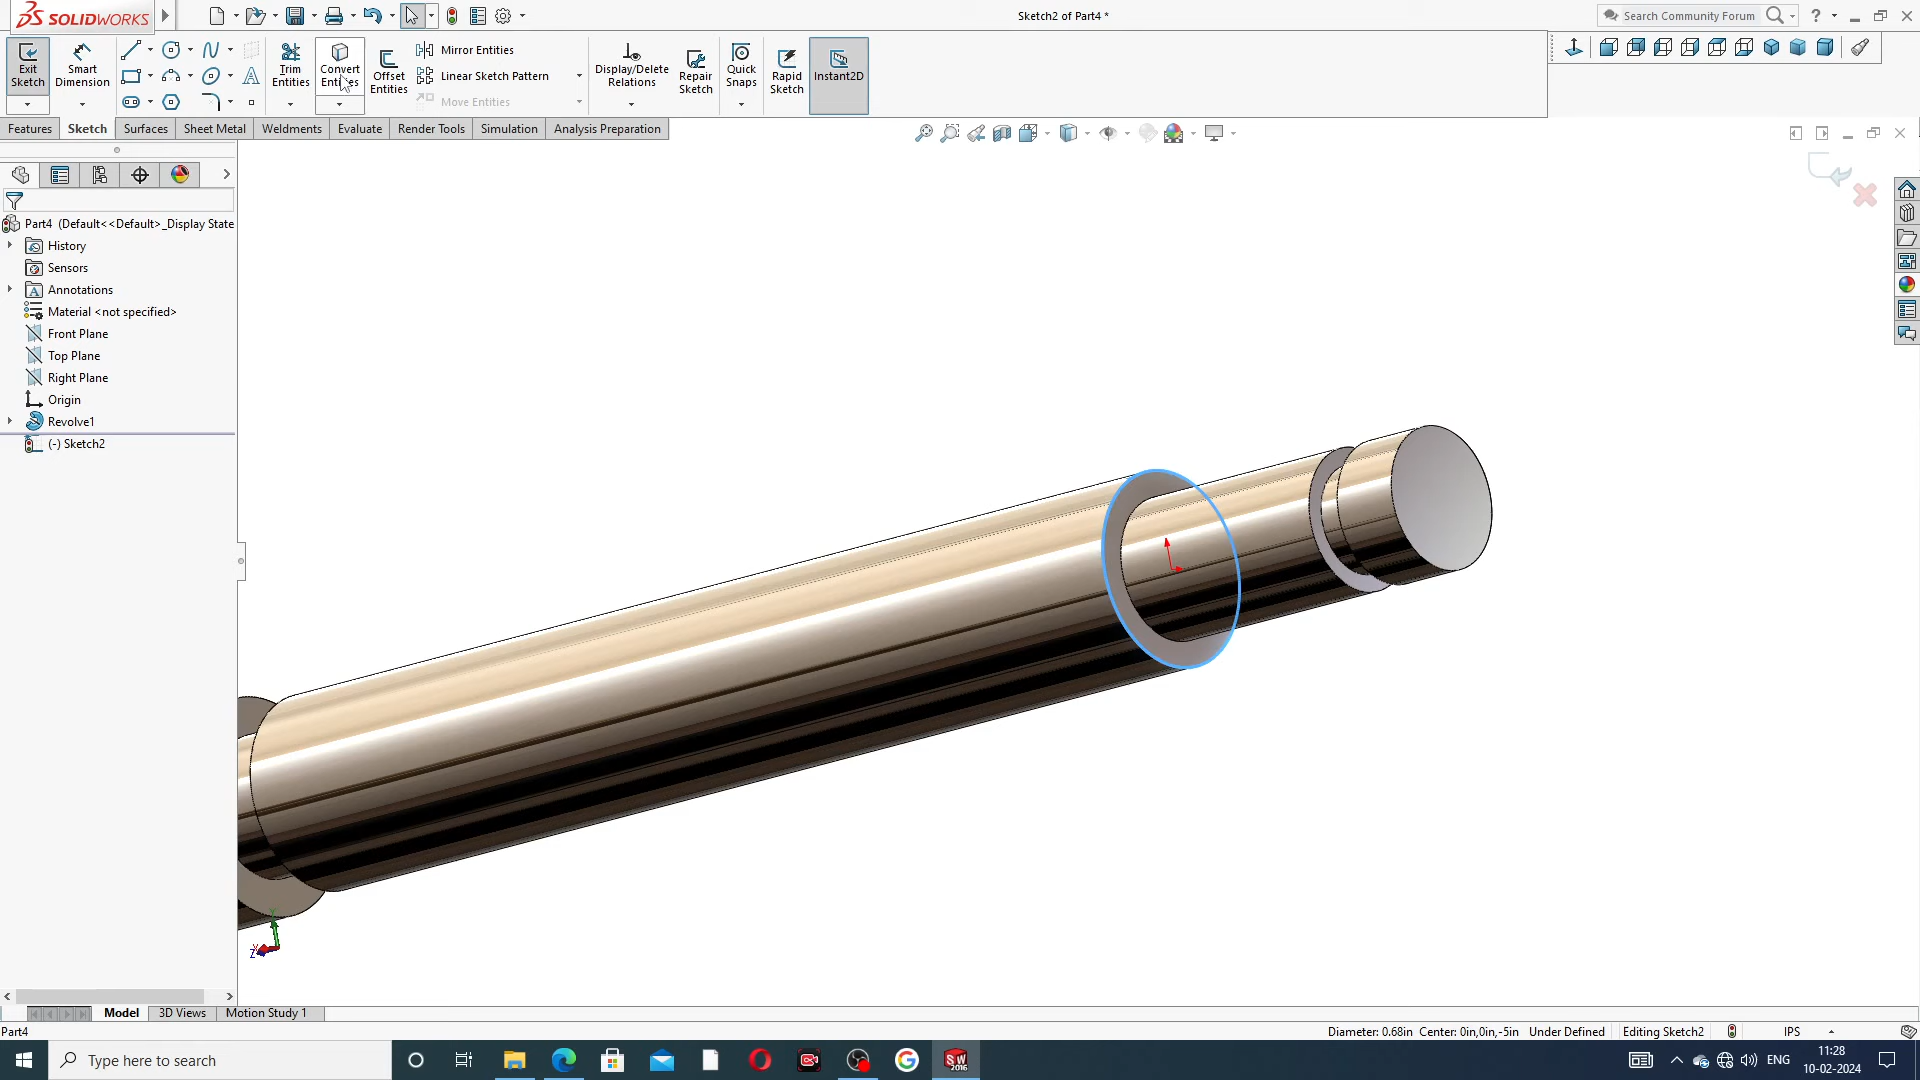 SOLIDWORKS
Sketch2 of Part4 *
Search Community Forum
Exit Sketch
Smart Dimension
Trim Entities
Convert Entities
Offset Entities
Mirror Entities
Linear Sketch Pattern
Move Entities
Display/Delete Relations
Repair Sketch
Quick Snaps
Rapid Sketch
Instant2D
Features
Sketch
Surfaces
Sheet Metal
Weldments
Evaluate
Render Tools
Simulation
Analysis Preparation
Part4 (Default<<Default>_Display State
History
Sensors
Annotations
Material <not specified>
Front Plane
Top Plane
Right Plane
Origin
Revolve1
(-) Sketch2
Model
3D Views
Motion Study 1
Part4
Diameter: 0.68in Center: 0in,0in,-5in
Under Defined
Editing Sketch2
IPS
Type here to search
SW
2016
ENG
11:28
10-02-2024